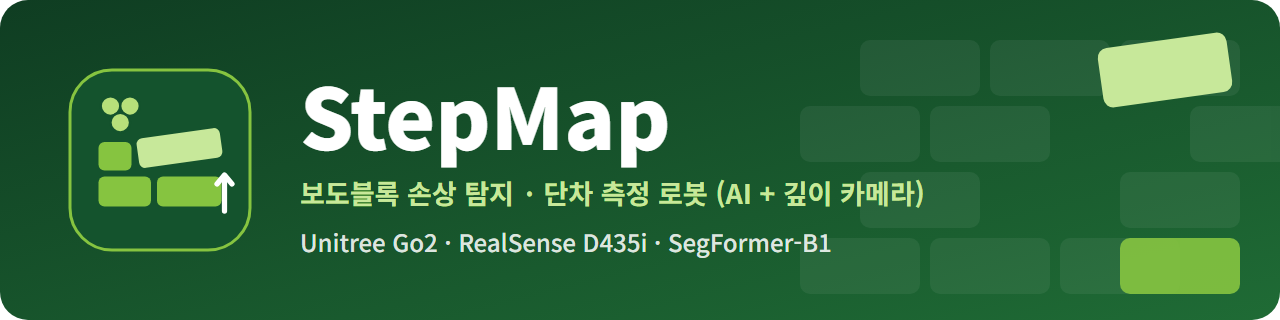 StepMap
보도블록 손상 탐지 · 단차 측정 로봇 (AI + 깊이 카메라)
Unitree Go2 · RealSense D435i · SegFormer-B1